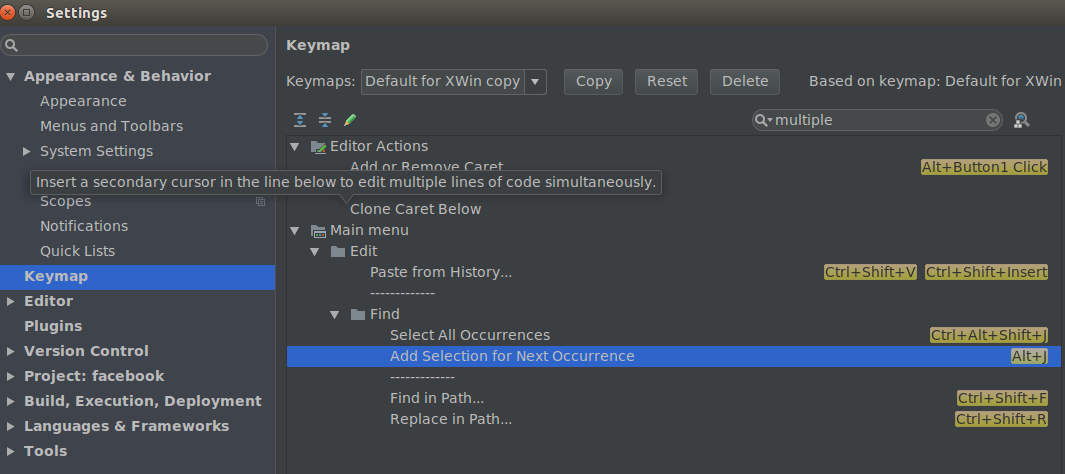 Settings
Appearance & Behavior
Appearance
Menus and Toolbars
System Settings
Scopes
Notifications
Quick Lists
Keymap
Editor
Plugins
Version Control
Project: facebook
Build, Execution, Deployment
Languages & Frameworks
Tools
Keymap
Keymaps: Default for XWin copy Copy Reset Delete Based on keymap: Default for XWin
multiple
Editor Actions
Add or Remove Caret Alt+Button1 Click
Insert a secondary cursor in the line below to edit multiple lines of code simultaneously.
Clone Caret Below
Main menu
Edit
Paste from History... Ctrl+Shift+V Ctrl+Shift+Insert
-------------
Find
Select All Occurrences Ctrl+Alt+Shift+J
Add Selection for Next Occurrence Alt+J
-------------
Find in Path... Ctrl+Shift+F
Replace in Path... Ctrl+Shift+R